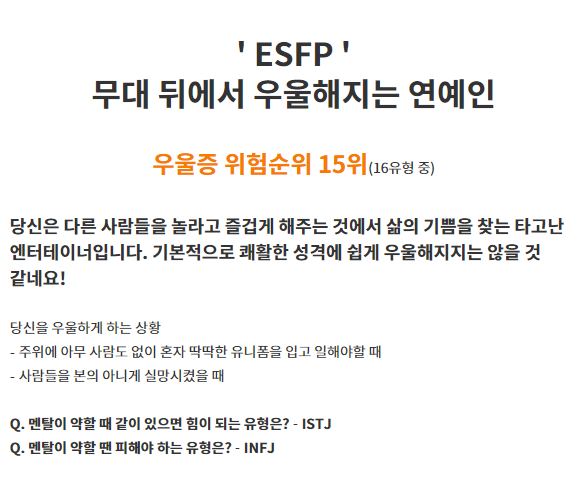 ' ESFP '
무대 뒤에서 우울해지는 연예인
우울증 위험순위 15위(16유형 중)
당신은 다른 사람들을 놀라고 즐겁게 해주는 것에서 삶의 기쁨을 찾는 타고난
엔터테이너입니다. 기본적으로 쾌활한 성격에 쉽게 우울해지지는 않을 것
같네요!
당신을 우울하게 하는 상황
- 주위에 아무 사람도 없이 혼자 딱딱한 유니폼을 입고 일해야할 때
- 사람들을 본의 아니게 실망시켰을 때
Q. 멘탈이 약할 때 같이 있으면 힘이 되는 유형은? - ISTJ
Q. 멘탈이 약할 땐 피해야 하는 유형은? - INFJ